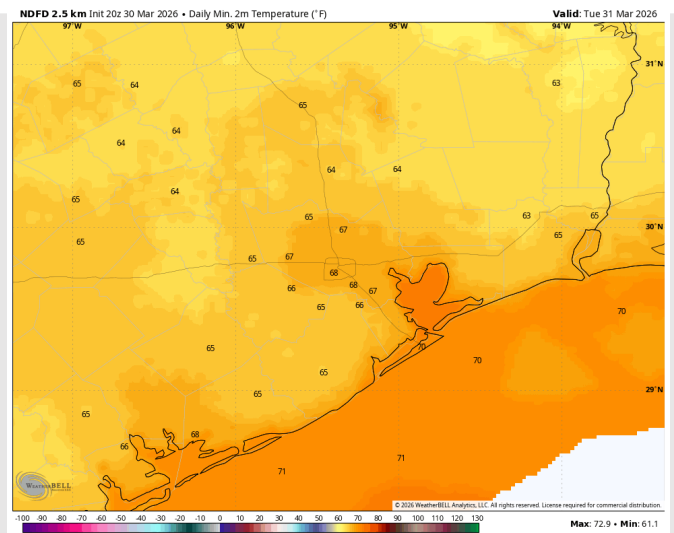 NDFD 2.5 km Init 20z 30 Mar 2026 • Daily Min. 2m Temperature (°F)
Valid: Tue 31 Mar 2026
97°W 96°W 95°W 94°W
31°N
65 64 63
65
64
64
64 64
64
65
65 63 65
67 65
30°N
65
65 67
68
66 68 67
65 66
70
65 70
70
65
29°N
65
65
68
66
71 71
WeatherBELL
© 2026 WeatherBELL Analytics, LLC. All rights reserved. License required for commercial distribution.
-100 -90 -80 -70 -60 -50 -40 -30 -20 -10 0 10 20 30 40 50 60 70 80 90 100 110 120 130
Max: 72.9 • Min: 61.1